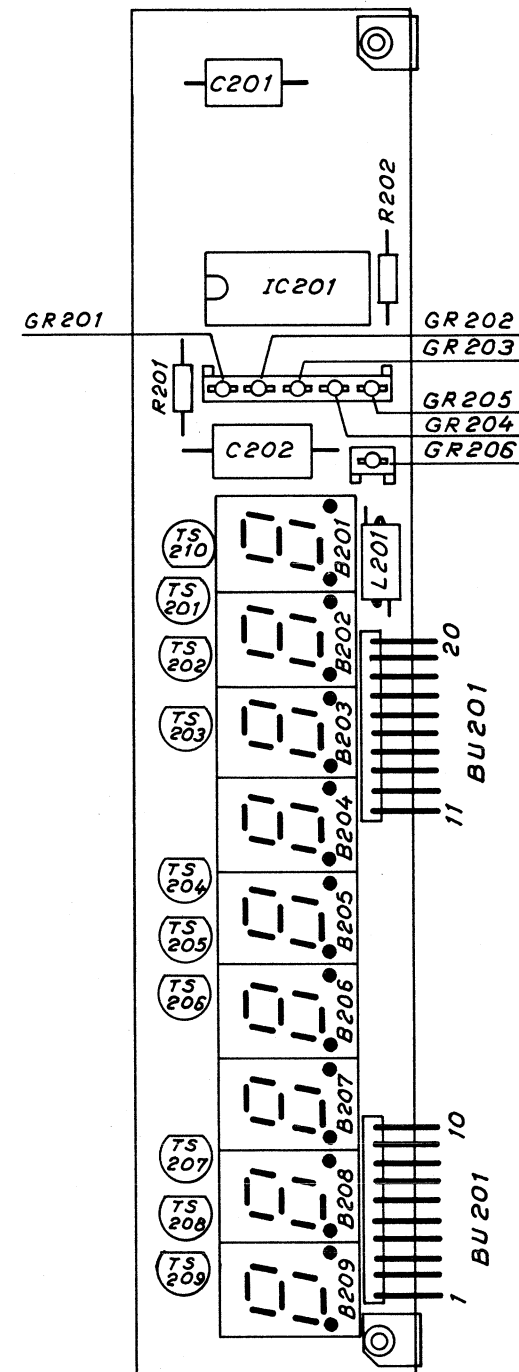 C201
R202
IC201
GR201
GR202
GR203
R201
GR205
GR204
C202
GR206
TS
210
B201
L201
TS
201
B202
TS
202
20
TS
203
B203
BU201
B204
11
TS
204
B205
TS
205
TS
206
B206
B207
10
TS
207
B208
TS
208
BU201
TS
209
B209
1